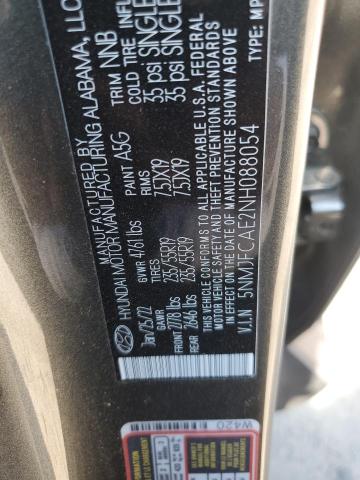 MANUFACTURED BY
HYUNDAI MOTOR MANUFACTURING ALABAMA, LLC
Jan/25/22 PAINT A5G TRIM NNB
GVWR 4761 lbs
GAWR TIRES RIMS COLD TIRE INFL
FRONT 2778 lbs 235/55R19 7.5JX19 35 psi SINGLE
REAR 2646 lbs 235/55R19 7.5JX19 35 psi SINGLE
THIS VEHICLE CONFORMS TO ALL APPLICABLE U.S.A. FEDERAL
MOTOR VEHICLE SAFETY AND THEFT PREVENTION STANDARDS
IN EFFECT ON THE DATE OF MANUFACTURE SHOWN ABOVE.
V.I.N 5NMJFCAE2NH088054 TYPE: MP
W420